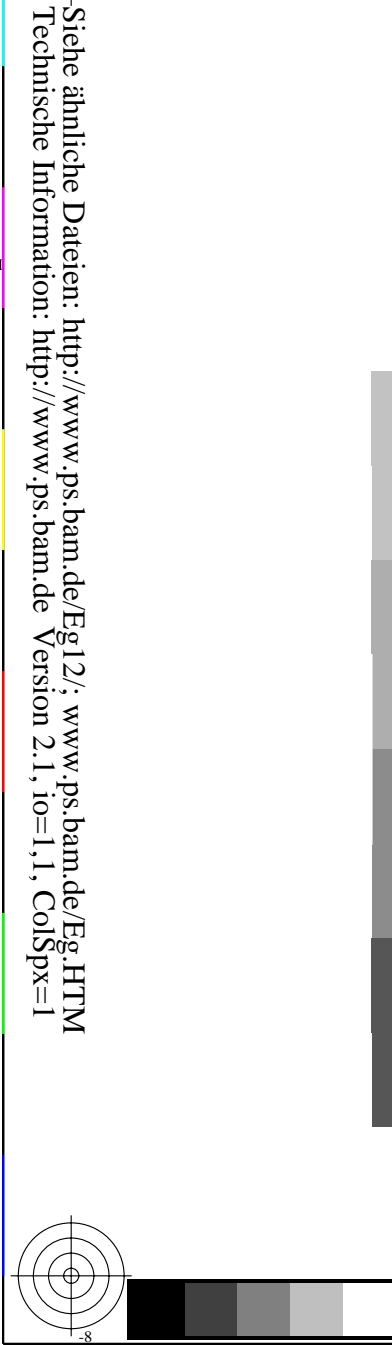 Siehe ähnliche Dateien: http://www.ps.bam.de/Eg12/; www.ps.bam.de/Eg.HTM
Technische Information: http://www.ps.bam.de Version 2.1, io=1,1, ColSpx=1
-8